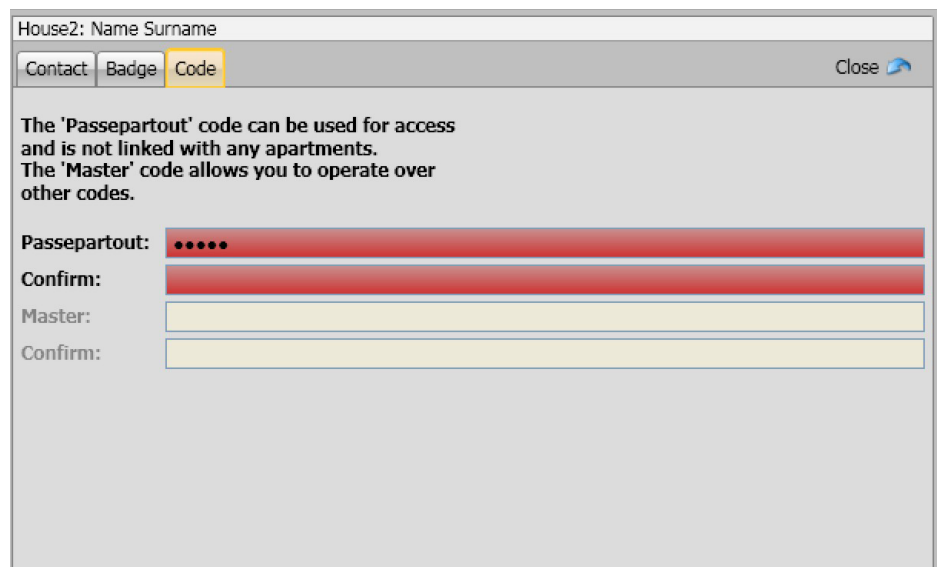 House2: Name Surname
Contact Badge Code Close
The 'Passepartout' code can be used for access
and is not linked with any apartments.
The 'Master' code allows you to operate over
other codes.
Passepartout: •••••
Confirm:
Master:
Confirm: